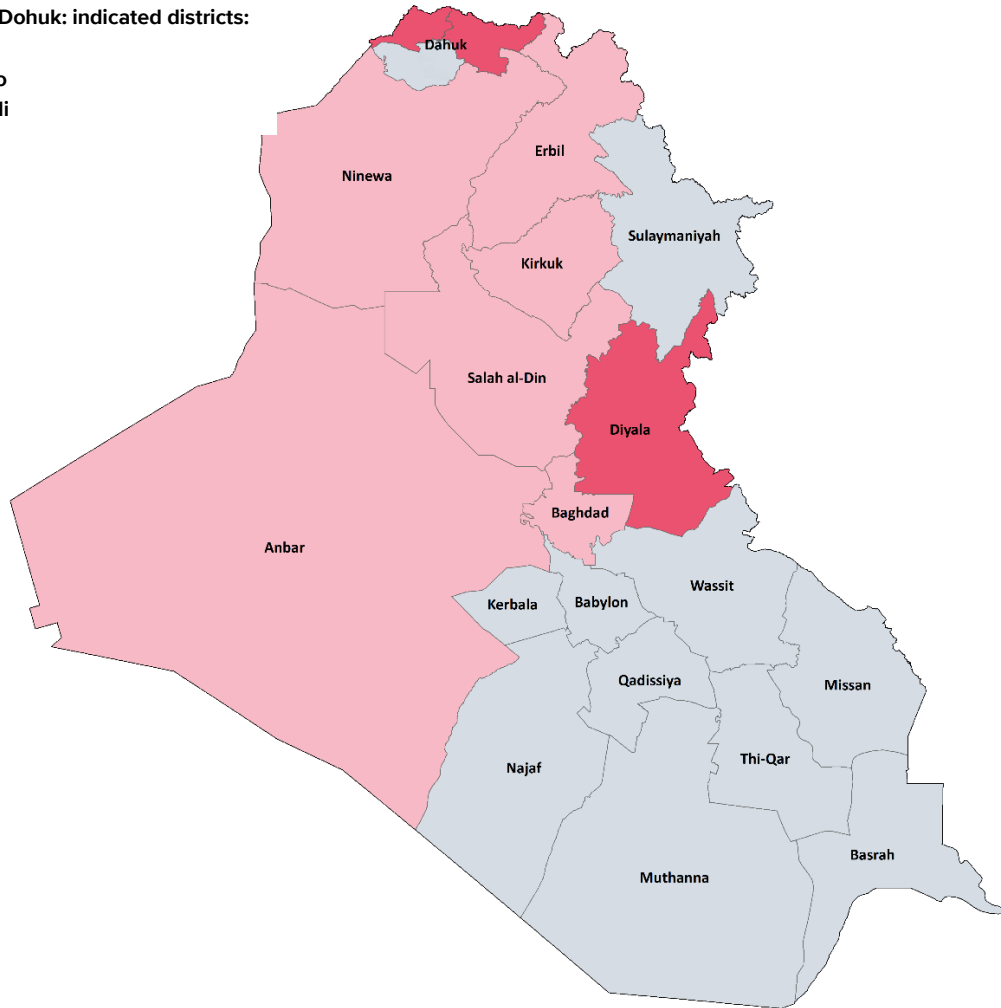 Dohuk: indicated districts:
Dahuk
Erbil
Ninewa
Sulaymaniyah
Kirkuk
Salah al-Din
Diyala
Baghdad
Anbar
Wassit
Kerbala
Babylon
Qadissiya
Missan
Najaf
Thi-Qar
Basrah
Muthanna